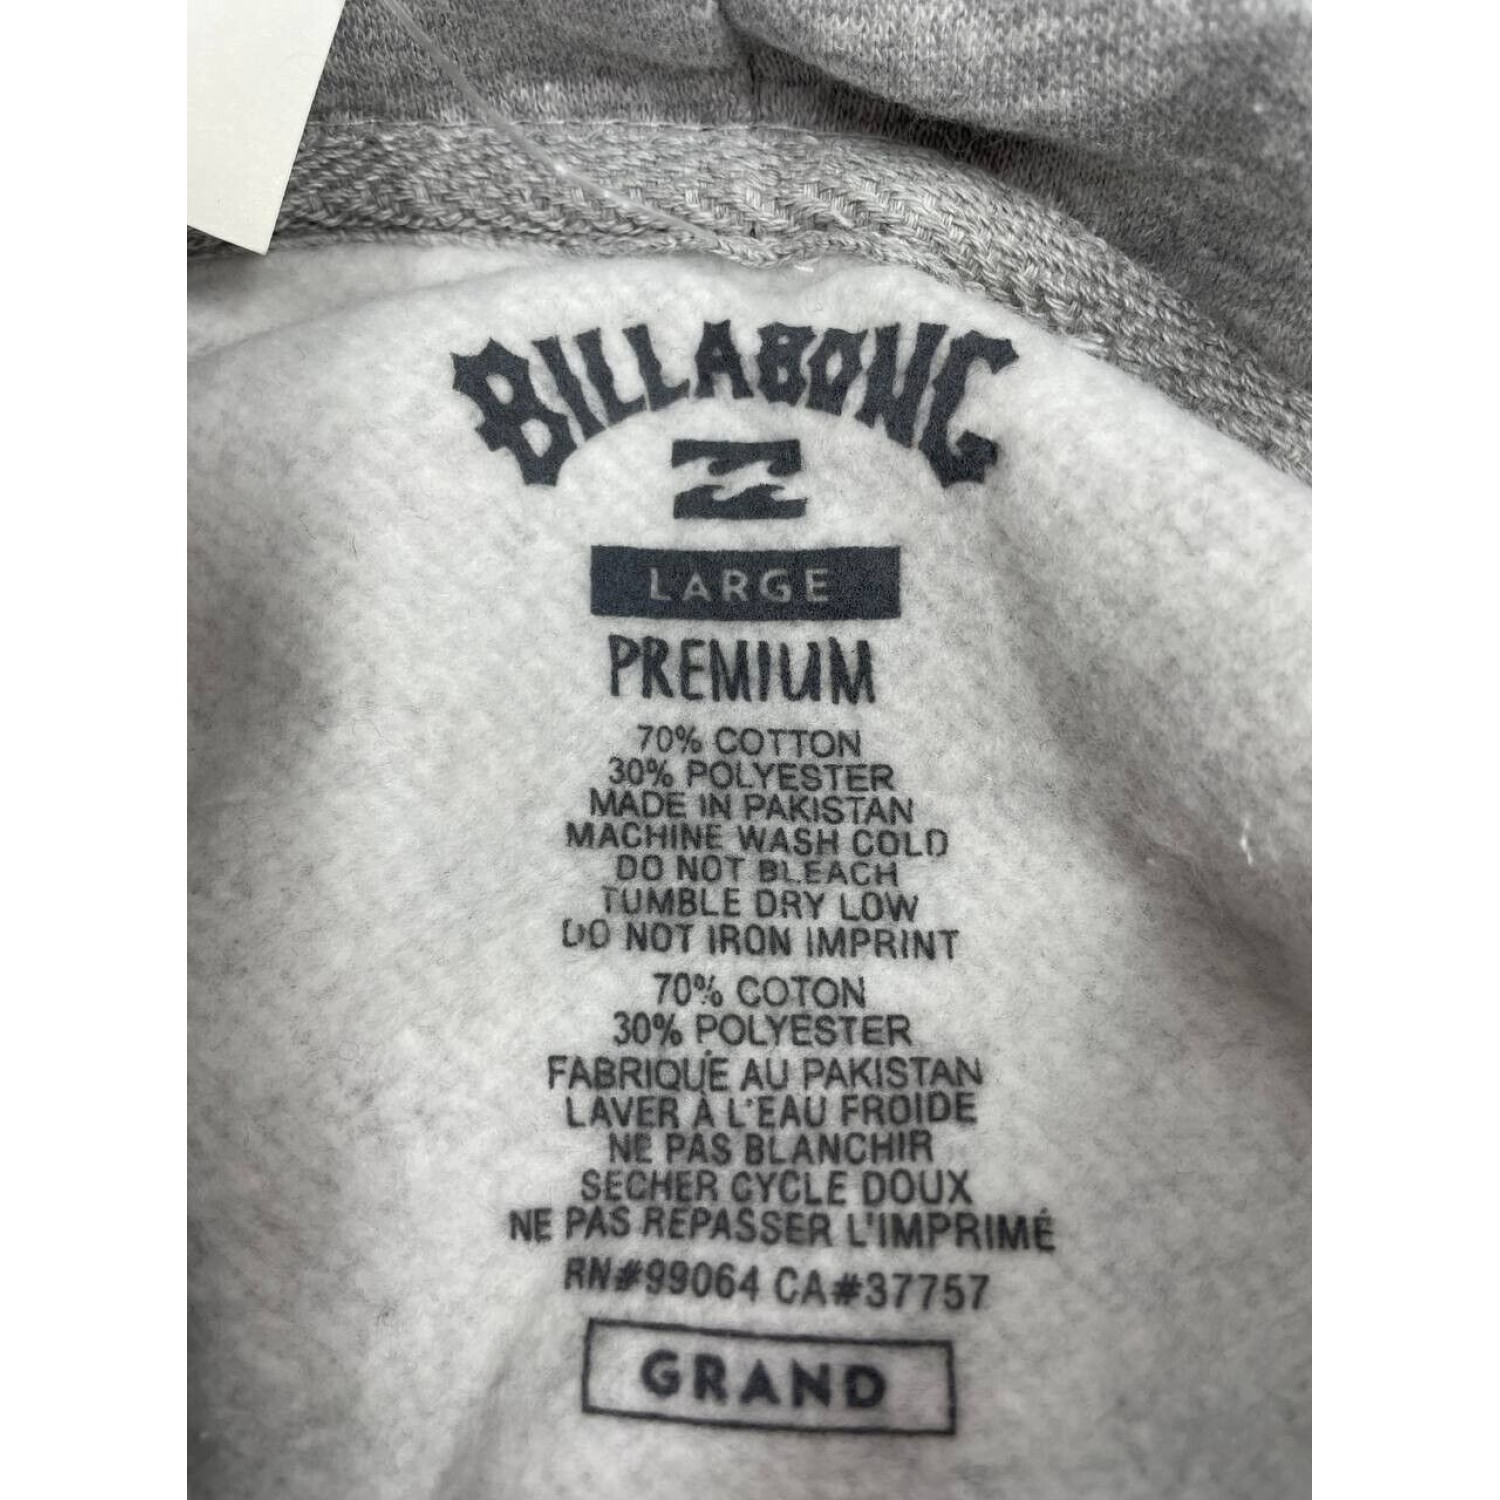 BILLABONG
LARGE
PREMIUM
70% COTTON
30% POLYESTER
MADE IN PAKISTAN
MACHINE WASH COLD
DO NOT BLEACH
TUMBLE DRY LOW
DO NOT IRON IMPRINT
70% COTON
30% POLYESTER
FABRIQUÉ AU PAKISTAN
LAVER À L'EAU FROIDE
NE PAS BLANCHIR
SECHER CYCLE DOUX
NE PAS REPASSER L'IMPRIMÉ
RN#99064 CA#37757
GRAND